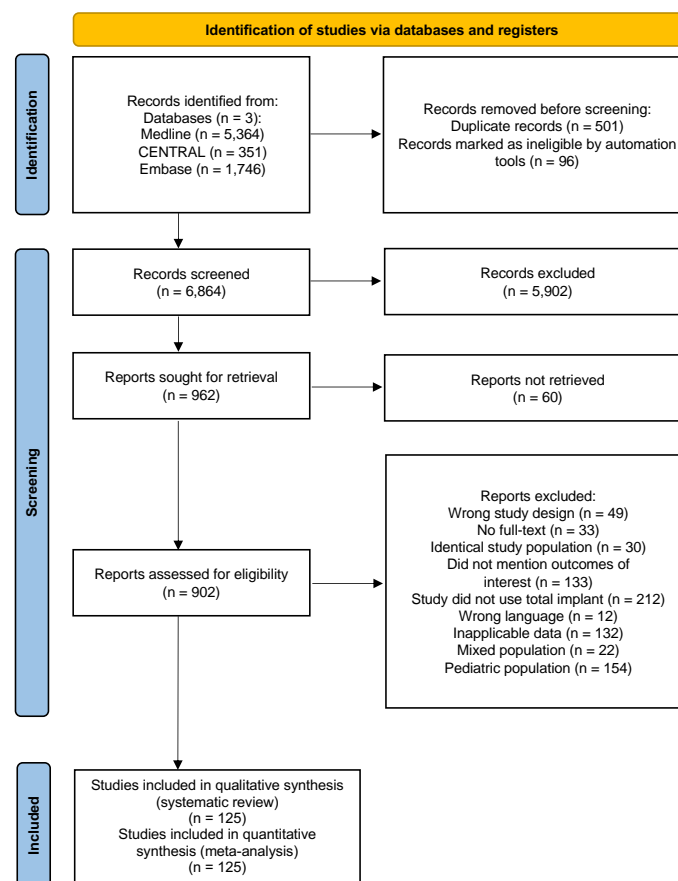 Identification of studies via databases and registers
Identification
Records identified from:
Databases (n = 3):
Medline = 5,364
CENTRAL (n = 351)
Embase = 1,746)
Records removed before screening:
Duplicate records (n = 501)
Records marked as ineligible by automation
tools (n = 96)
Screening
Records screened
(n = 6,864)
Records excluded
(n = 5,902)
Reports sought for retrieval
(n = 962)
Reports not retrieved
(n = 60)
Reports assessed for eligibility
(n = 902)
Reports excluded:
Wrong study design (n = 49)
No full-text (n = 33)
Identical study population (n = 30)
Did not mention outcomes of
interest (n = 133)
Study did not use total implant (n = 212)
Wrong language (n = 12)
Inapplicable data (n = 132)
Mixed population (n = 22)
Pediatric population (n = 154)
Included
Studies included in qualitative synthesis
(systematic review)
(n = 125)
Studies included in quantitative
synthesis (meta-analysis)
(n = 125)